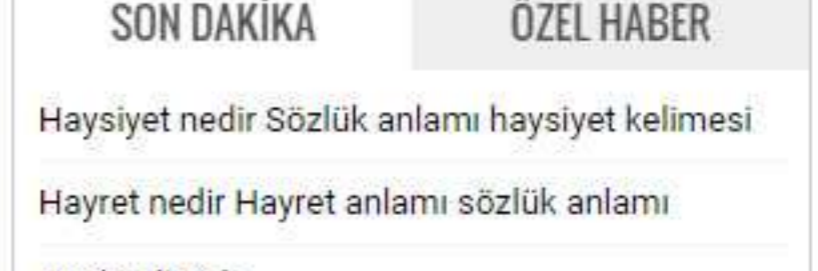 SON DAKİKA ÖZEL HABER
Haysiyet nedir Sözlük anlamı haysiyet kelimesi
Hayret nedir Hayret anlamı sözlük anlamı